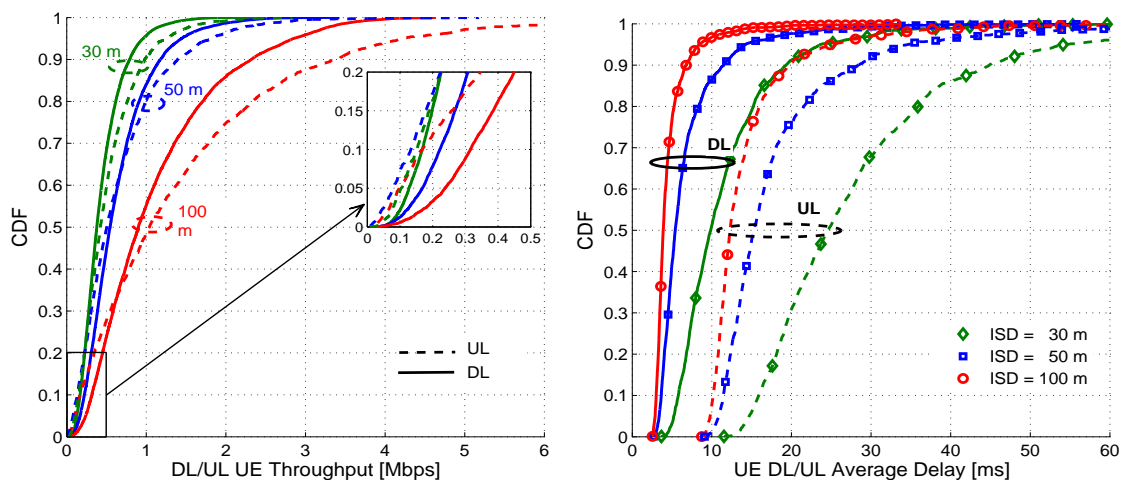 1
0.9
0.8
0.7
0.6
0.5
0.4
0.3
0.2
0.1
0
CDF
0 1 2 3 4 5 6
DL/UL UE Throughput [Mbps]
30 m
50 m
100
m
0.2
0.15
0.1
0.05
0
0 0.1 0.2 0.3 0.4 0.5
UL
DL
1
0.9
0.8
0.7
0.6
0.5
0.4
0.3
0.2
0.1
0
CDF
0 10 20 30 40 50 60
UE DL/UL Average Delay [ms]
DL
UL
ISD = 30 m
ISD = 50 m
ISD = 100 m